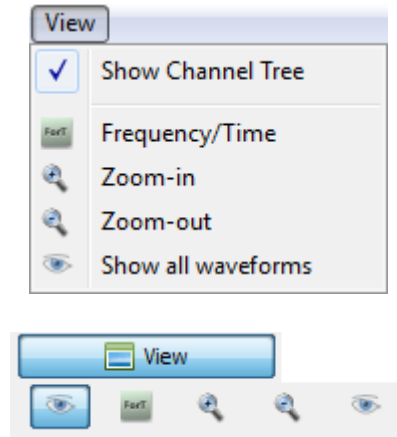 View
Show Channel Tree
ForT Frequency/Time
Zoom-in
Zoom-out
Show all waveforms
View
ForT